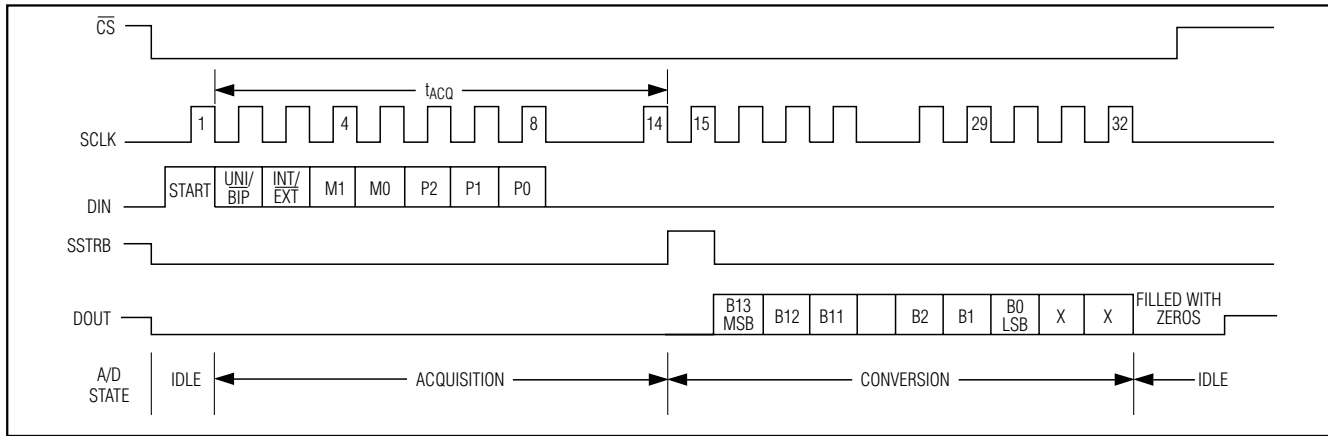 CS
tACQ
SCLK 1 4 8 14 15 29 32
DIN START UNI/ BIP INT/ EXT M1 M0 P2 P1 P0
SSTRB
DOUT B13 MSB B12 B11 B2 B1 B0 LSB X X FILLED WITH ZEROS
A/D STATE IDLE ACQUISITION CONVERSION IDLE